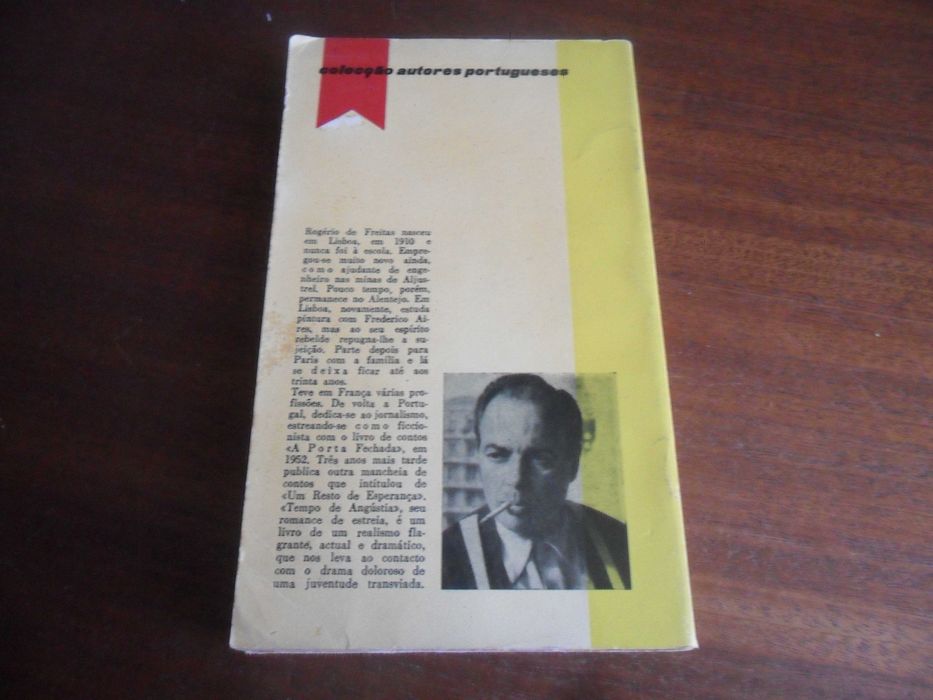 colecção autores portugueses
Rogério de Freitas nasceu
em Lisboa, em 1910 e
nunca foi à escola. Empre-
gou-se muito novo ainda,
como ajudante de enge-
nheiro nas minas de Aljus-
trel. Pouco tempo, porém,
permanece no Alentejo. Em
Lisboa, novamente, estuda
pintura com Frederico Ai-
res, mas ao seu espírito
rebelde repugna-lhe a su-
jeição. Parte depois para
Paris com a família e lá
se deixa ficar até aos
trinta anos.
Teve em França várias pro-
fissões. De volta a Portu-
gal, dedica-se ao jornalismo,
estreando-se como ficcio-
nista com o livro de contos
«A Porta Fechada», em
1952. Três anos mais tarde
publica outra mancheia de
contos que intitulou de
«Um Resto de Esperança».
«Tempo de Angústia», seu
romance de estreia, é um
livro de um realismo fla-
grante, actual e dramático,
que nos leva ao contacto
com o drama doloroso de
uma juventude transviada.